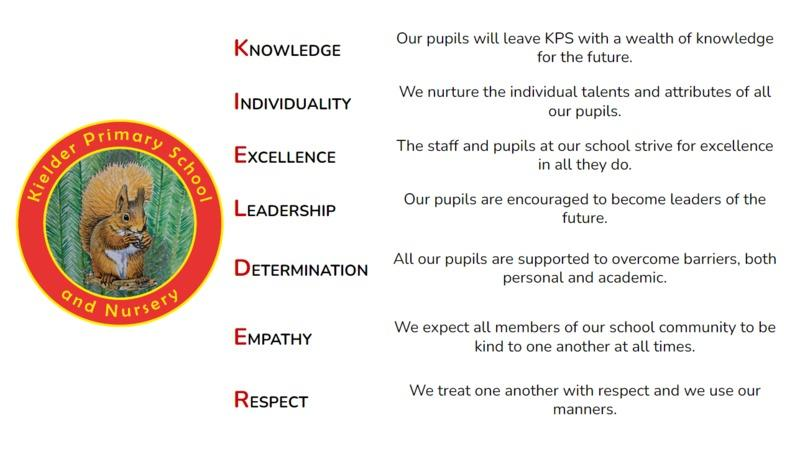 Kielder Primary School
and Nursery
KNOWLEDGE
Our pupils will leave KPS with a wealth of knowledge
for the future.
INDIVIDUALITY
We nurture the individual talents and attributes of all
our pupils.
EXCELLENCE
The staff and pupils at our school strive for excellence
in all they do.
LEADERSHIP
Our pupils are encouraged to become leaders of the
future.
DETERMINATION
All our pupils are supported to overcome barriers, both
personal and academic.
EMPATHY
We expect all members of our school community to be
kind to one another at all times.
RESPECT
We treat one another with respect and we use our
manners.